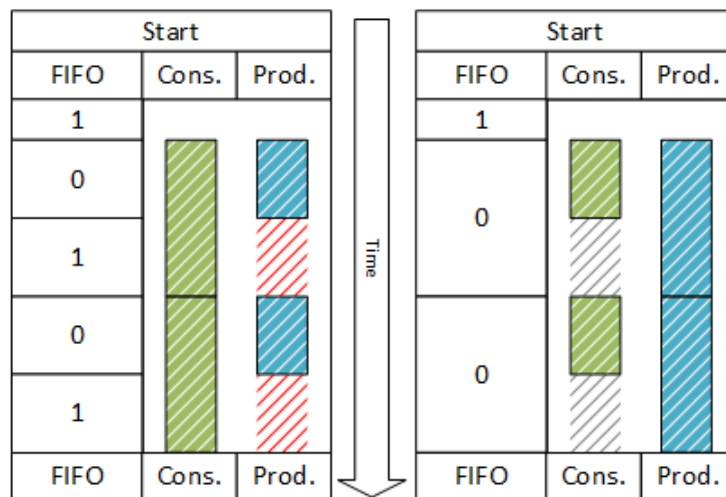 Start
FIFO Cons. Prod.
1
0
1
0
1
FIFO Cons. Prod.
Time
Start
FIFO Cons. Prod.
1
0
0
FIFO Cons. Prod.